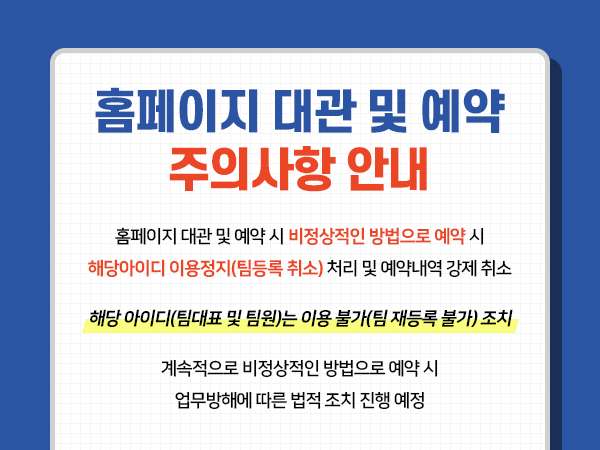 홈페이지 대관 및 예약
주의사항 안내
홈페이지 대관 및 예약 시 비정상적인 방법으로 예약 시
해당아이디 이용정지(팀등록 취소) 처리 및 예약내역 강제 취소
해당 아이디(팀대표 및 팀원)는 이용 불가(팀 재등록 불가) 조치
계속적으로 비정상적인 방법으로 예약 시
업무방해에 따른 법적 조치 진행 예정